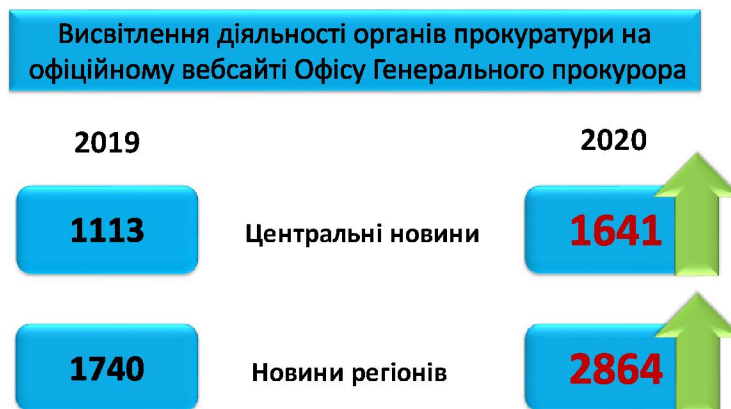 Висвітлення діяльності органів прокуратури на
офіційному вебсайті Офісу Генерального прокурора
2019
2020
1113
Центральні новини
1641
1740
Новини регіонів
2864